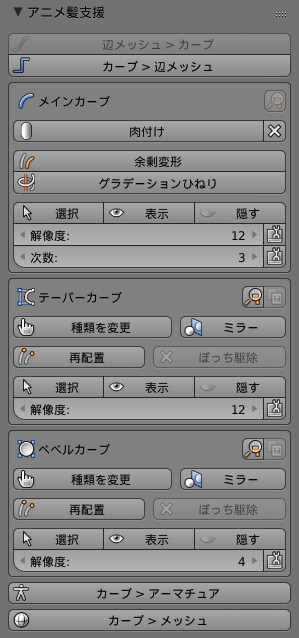 アニメ髪支援
辺メッシュ > カーブ
カーブ > 辺メッシュ
メインカーブ
肉付け
余剰変形
グラデーションひねり
選択 表示 隠す
解像度: 12
次数: 3
テーパーカーブ
種類を変更 ミラー
再配置 ぼっち駆除
選択 表示 隠す
解像度: 12
ベベルカーブ
種類を変更 ミラー
再配置 ぼっち駆除
選択 表示 隠す
解像度: 4
カーブ > アーマチュア
カーブ > メッシュ